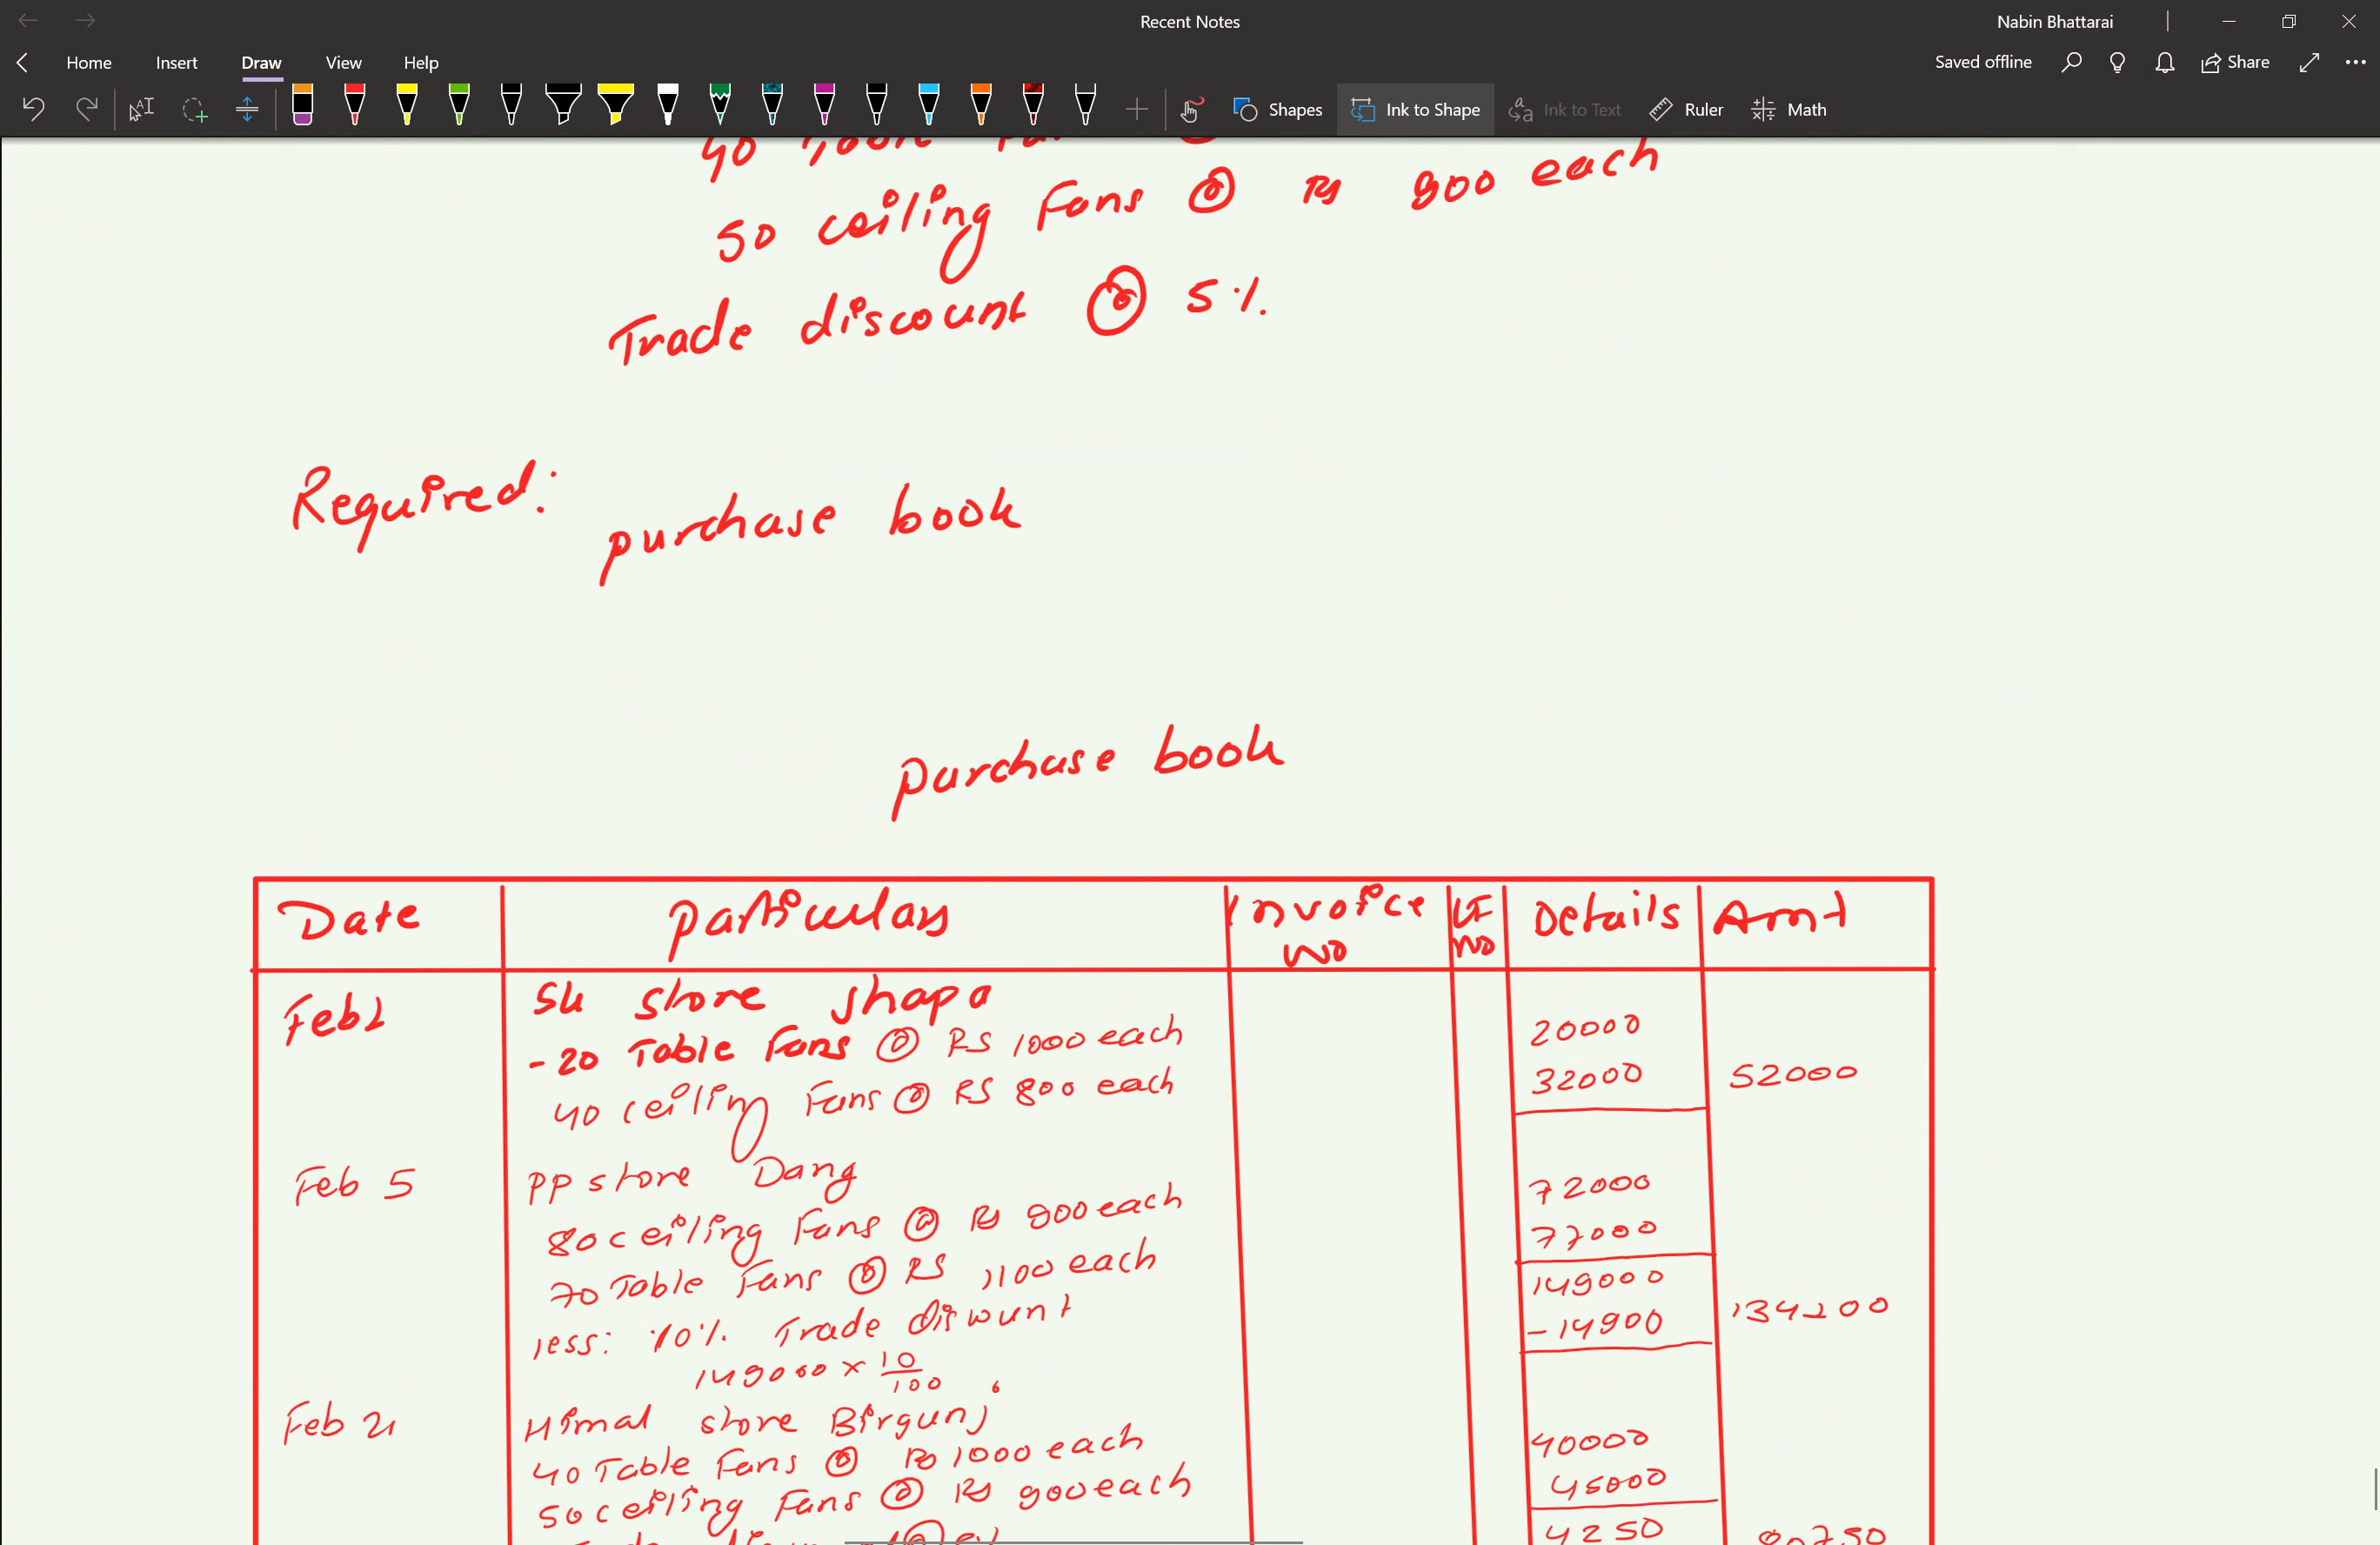 Recent Notes
Nabin Bhattarai
Home Insert Draw View Help
Saved offline
Share
Shapes Ink to Shape Ink to Text Ruler Math
40
50 ceiling Fans @ Rs 900 each
Trade discount @ 5%.
Required:
purchase book
purchase book
Date Particulars Invoice No LF No Details Amt
Feb 2 SK store
- 20 Table Fans @ RS 1000 each 20000
40 ceiling Fans @ RS 800 each 32000 52000
Feb 5 PP store Dang
80 ceiling Fans @ Rs 900 each 72000
70 Table Fans @ RS 1100 each 77000
149000
less: 10%. Trade discount -14900 134100
149000 x 10/100
Feb 21 Himal store Birgunj
40 Table Fans @ Rs 1000 each 40000
50 ceiling Fans @ Rs 900 each 45000
4250 80750